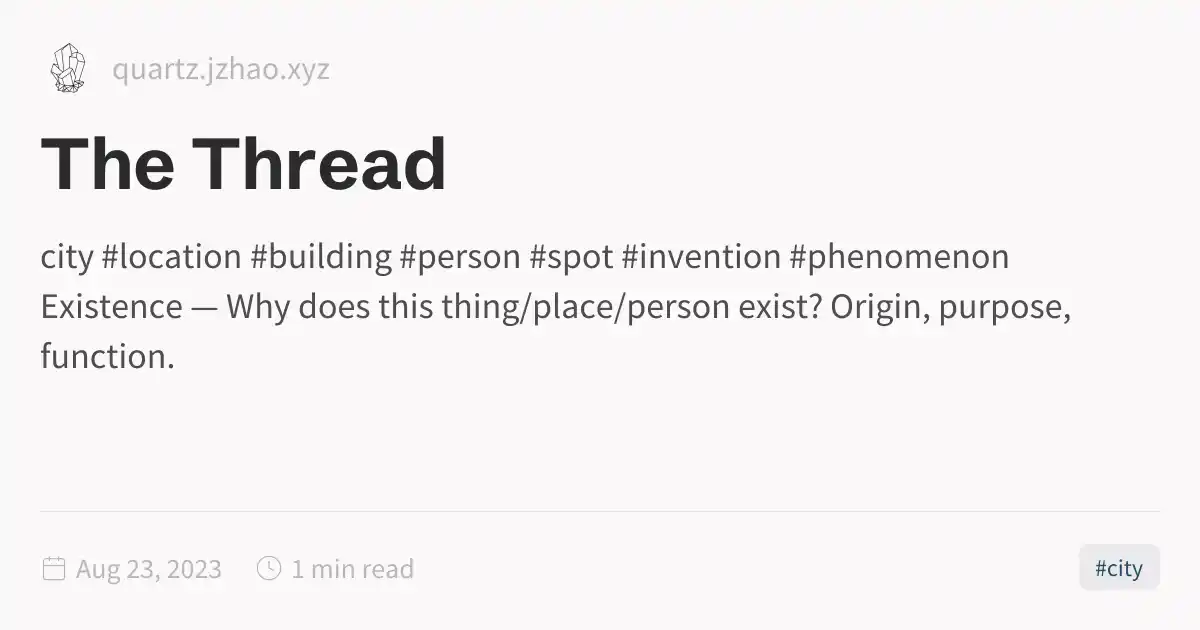 quartz.jzhao.xyz
The Thread
city #location #building #person #spot #invention #phenomenon
Existence — Why does this thing/place/person exist? Origin, purpose,
function.
Aug 23, 2023 1 min read #city